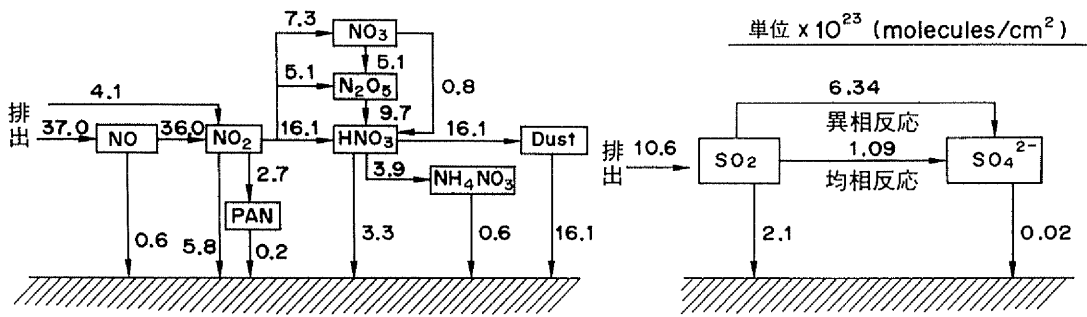 7.3
NO₃
5.1
5.1
N₂O₅
0.8
排出
4.1
9.7
37.0
NO
36.0
NO₂
16.1
HNO₃
16.1
Dust
2.7
3.9
NH₄NO₃
PAN
0.6
5.8
0.2
3.3
0.6
16.1
単位 x 10²³ (molecules/cm²)
6.34
異相反応
排出
10.6
SO₂
1.09
均相反応
SO₄²⁻
2.1
0.02